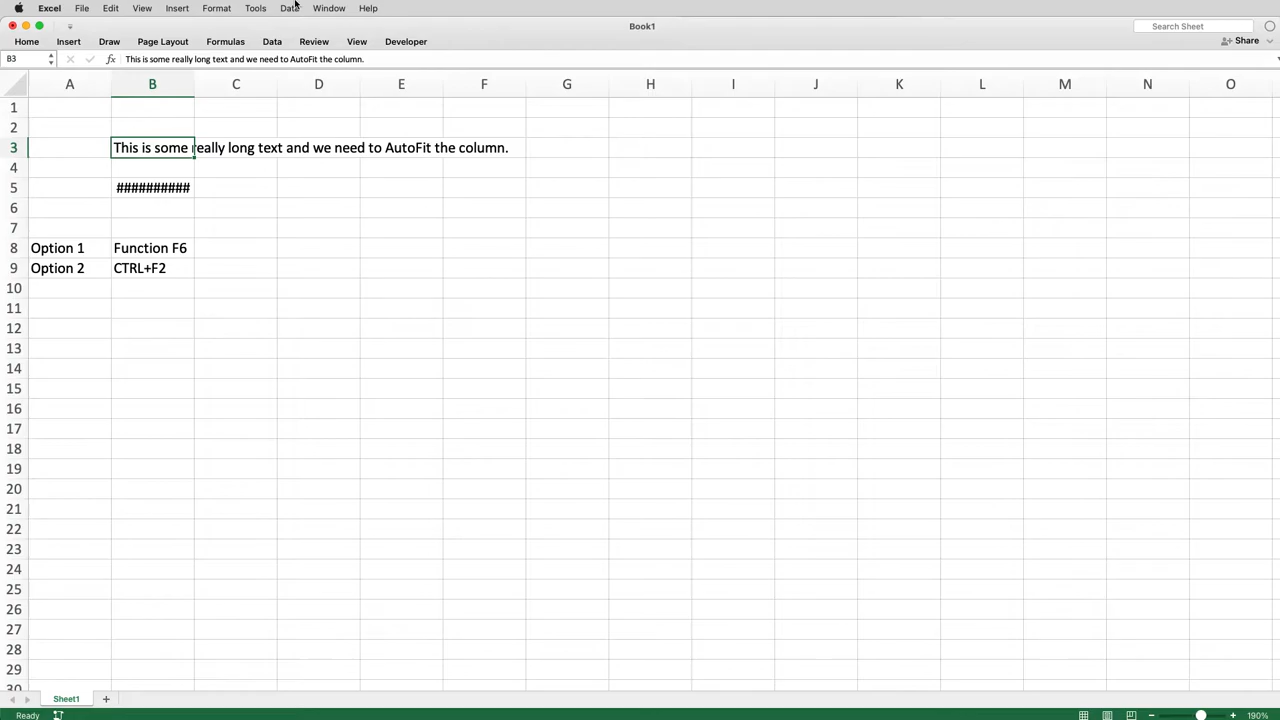 Excel File Edit View Insert Format Tools Data Window Help
Book1
Search Sheet
Home Insert Draw Page Layout Formulas Data Review View Developer
Share
B3 fx This is some really long text and we need to AutoFit the column.
A B C D E F G H I J K L M N O
1
2
3 This is some really long text and we need to AutoFit the column.
4
5 ##########
6
7
8 Option 1 Function F6
9 Option 2 CTRL+F2
10
11
12
13
14
15
16
17
18
19
20
21
22
23
24
25
26
27
28
29
30
Sheet1 +
Ready 190%